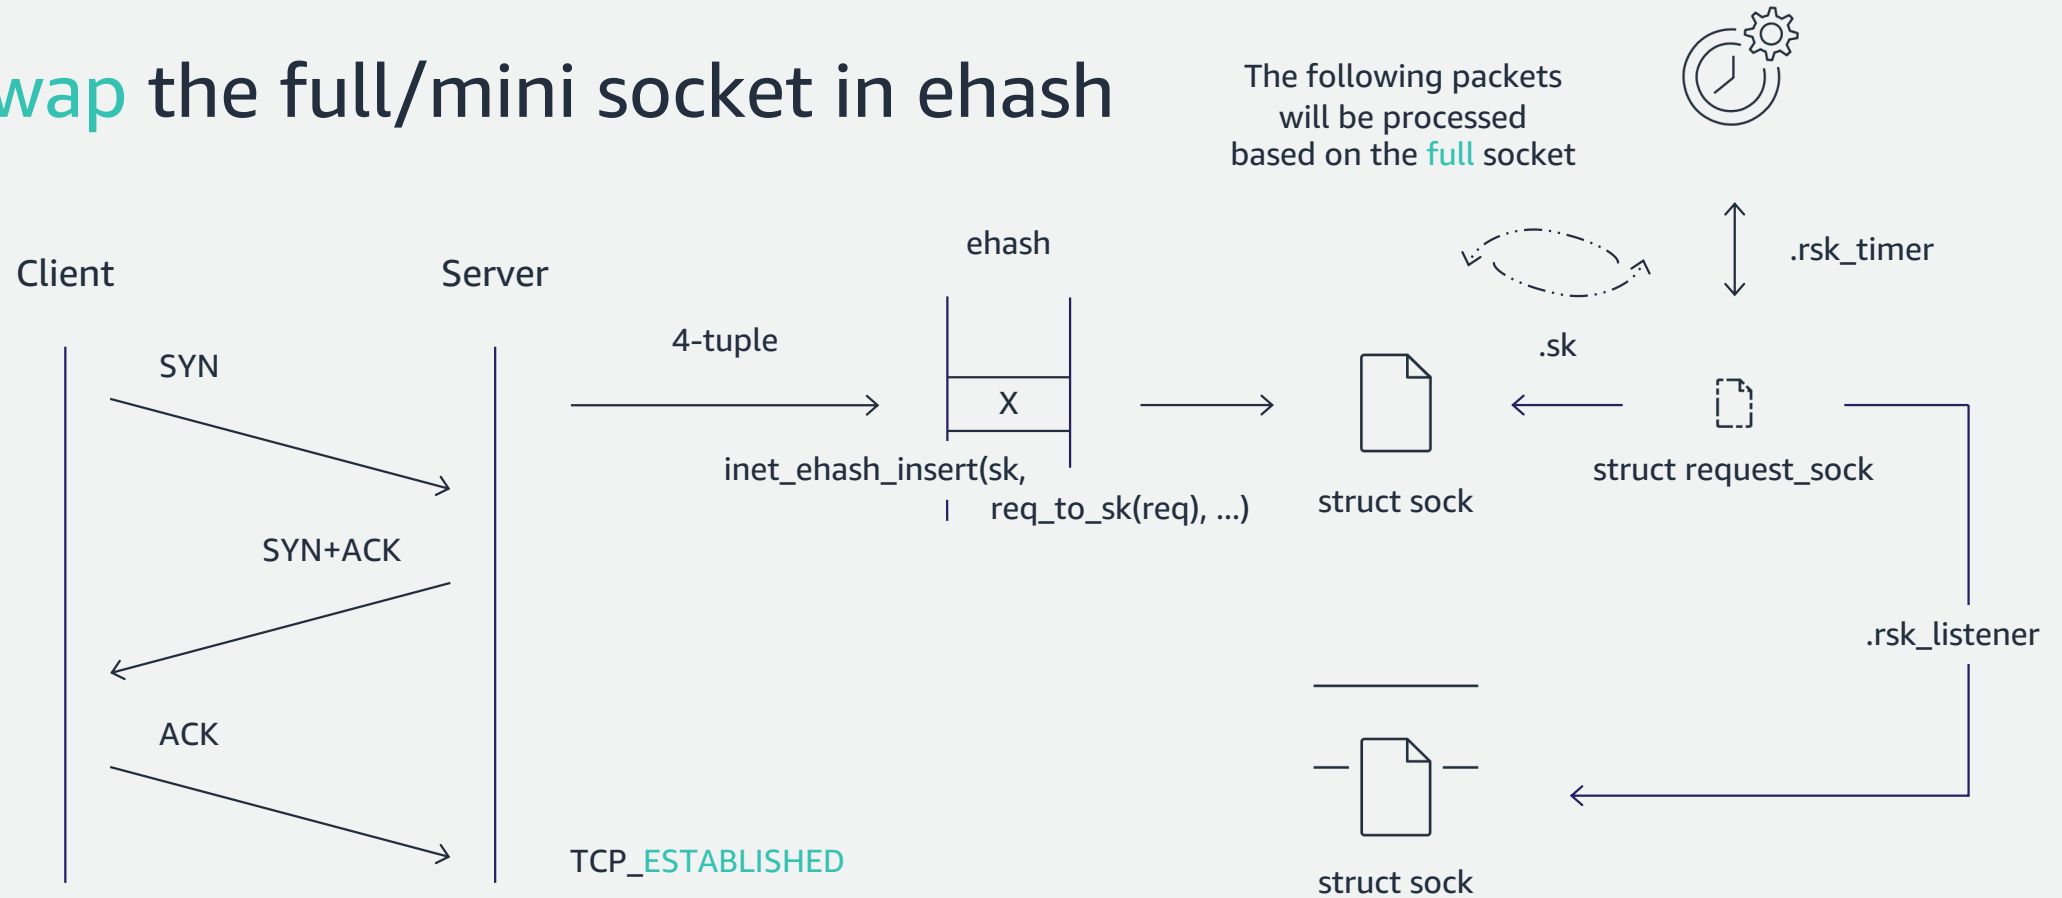 wap the full/mini socket in ehash
The following packets
will be processed
based on the full socket
Client
Server
ehash
.rsk_timer
4-tuple
.sk
SYN
X
inet_ehash_insert(sk,
req_to_sk(req), ...)
struct sock
struct request_sock
SYN+ACK
.rsk_listener
ACK
TCP_ESTABLISHED
struct sock